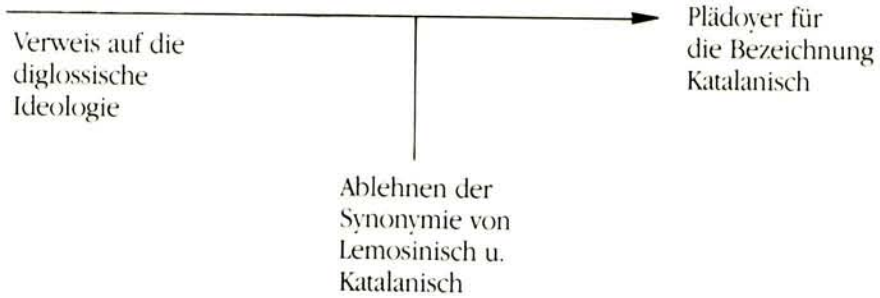 Verweis auf die
diglossische
Ideologie
Plädoyer für
die Bezeichnung
Katalanisch
Ablehnen der
Synonymie von
Lemosinisch u.
Katalanisch